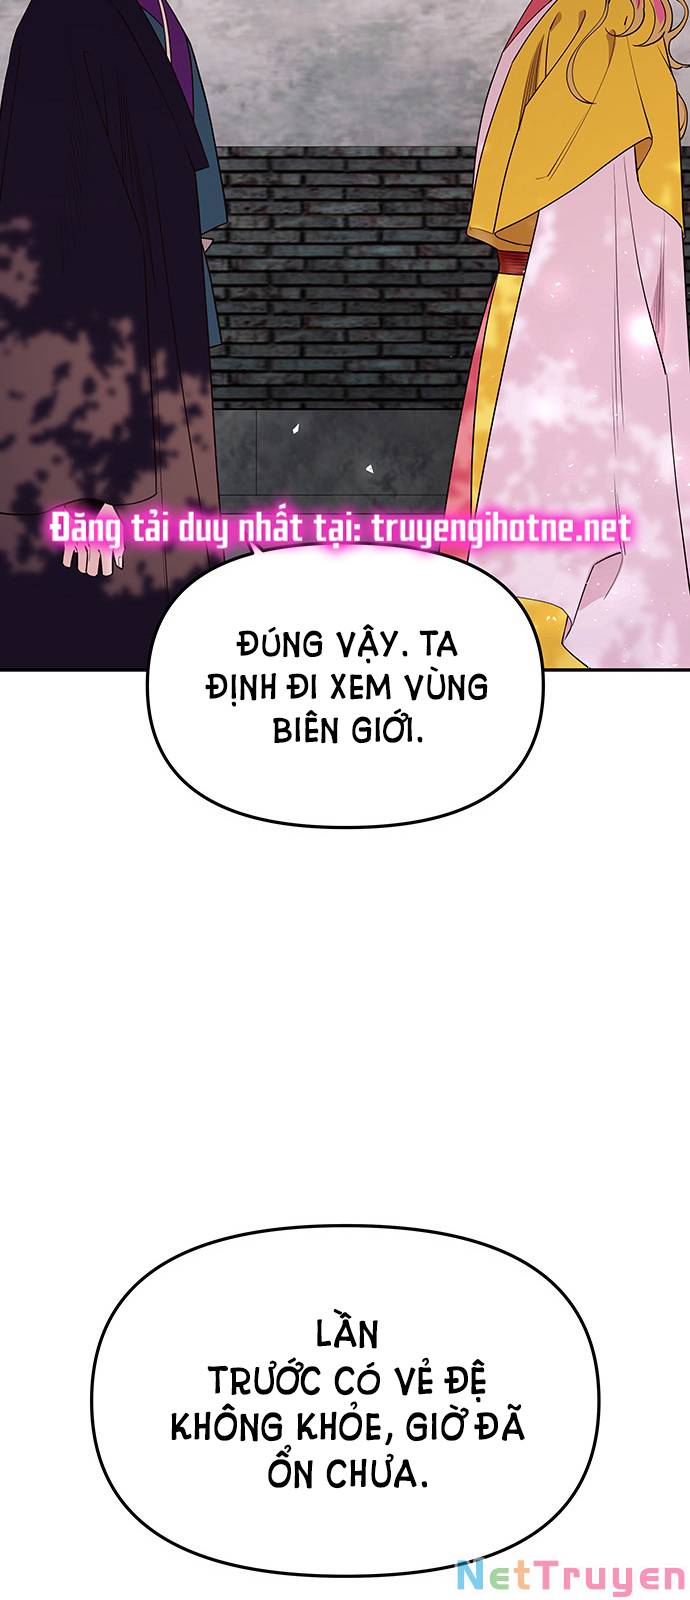 Đăng tải duy nhất tại: truyengihotne.net
ĐÚNG VẬY. TA
ĐỊNH ĐI XEM VÙNG
BIÊN GIỚI.
LẦN
TRƯỚC CÓ VẺ ĐỆ
KHÔNG KHỎE, GIỜ ĐÃ
ỔN CHƯA.
NetTruyen